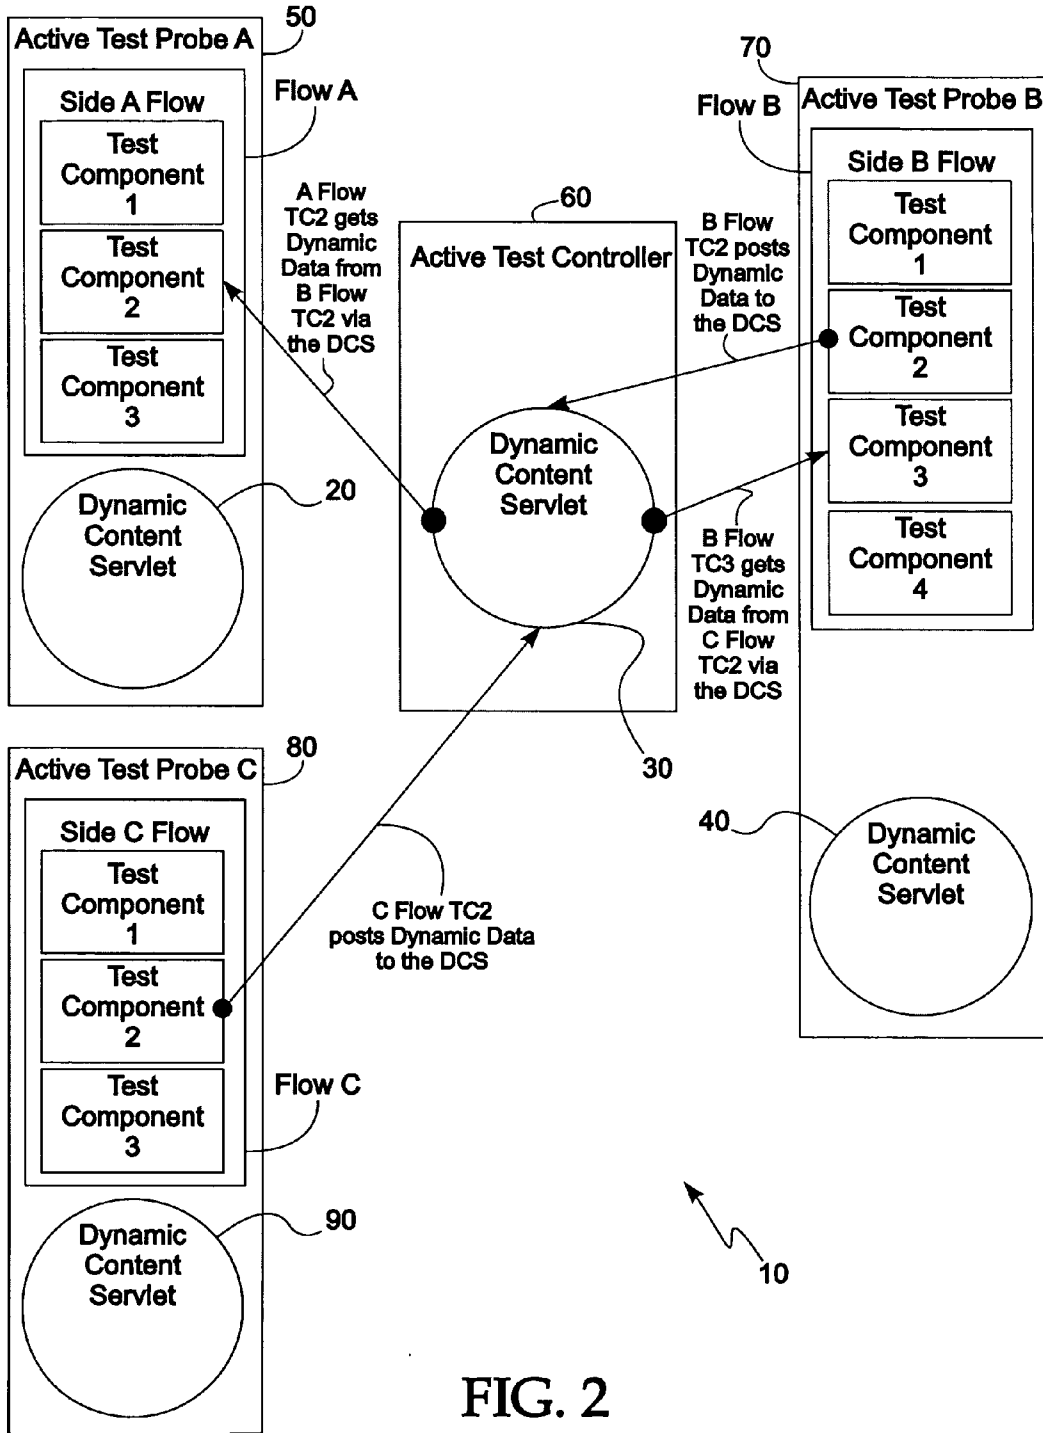 50
Active Test Probe A
Side A Flow
Flow A
Test
Component
1
Test
Component
2
Test
Component
3
Dynamic
Content
Servlet
20
A Flow
TC2 gets
Dynamic
Data from
B Flow
TC2 via
the DCS
60
Active Test Controller
Dynamic
Content
Servlet
30
B Flow
TC2 posts
Dynamic
Data to
the DCS
B Flow
TC3 gets
Dynamic
Data from
C Flow
TC2 via
the DCS
70
Active Test Probe B
Flow B
Side B Flow
Test
Component
1
Test
Component
2
Test
Component
3
Test
Component
4
40
Dynamic
Content
Servlet
80
Active Test Probe C
Side C Flow
Test
Component
1
Test
Component
2
Test
Component
3
Flow C
C Flow TC2
posts Dynamic Data
to the DCS
Dynamic
Content
Servlet
90
10
FIG. 2